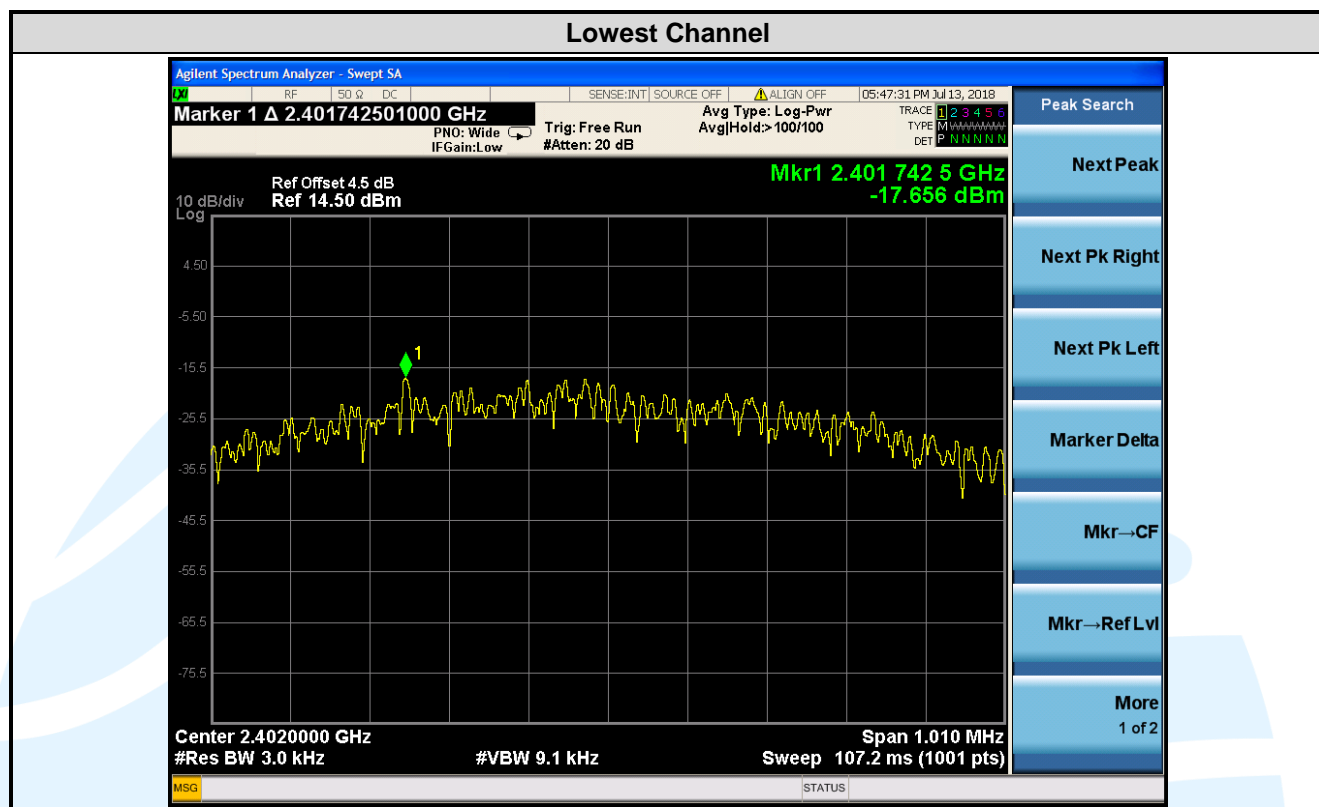 Lowest Channel
Agilent Spectrum Analyzer - Swept SA
LXI RF 50 Ω DC SENSE:INT SOURCE OFF ALIGN OFF 05:47:31 PM Jul 13, 2018
Marker 1 Δ 2.401742501000 GHz
PNO: Wide
IFGain:Low
Trig: Free Run
#Atten: 20 dB
Avg Type: Log-Pwr
Avg|Hold:>100/100
TRACE 1 2 3 4 5 6
TYPE M WWWWW
DET P N N N N N
Mkr1 2.401 742 5 GHz
-17.656 dBm
Ref Offset 4.5 dB
10 dB/div Ref 14.50 dBm
Log
4.50
-5.50
-15.5
-25.5
-35.5
-45.5
-55.5
-65.5
-75.5
1
Center 2.4020000 GHz Span 1.010 MHz
#Res BW 3.0 kHz #VBW 9.1 kHz Sweep 107.2 ms (1001 pts)
MSG STATUS
Peak Search
Next Peak
Next Pk Right
Next Pk Left
Marker Delta
Mkr→CF
Mkr→Ref Lvl
More
1 of 2